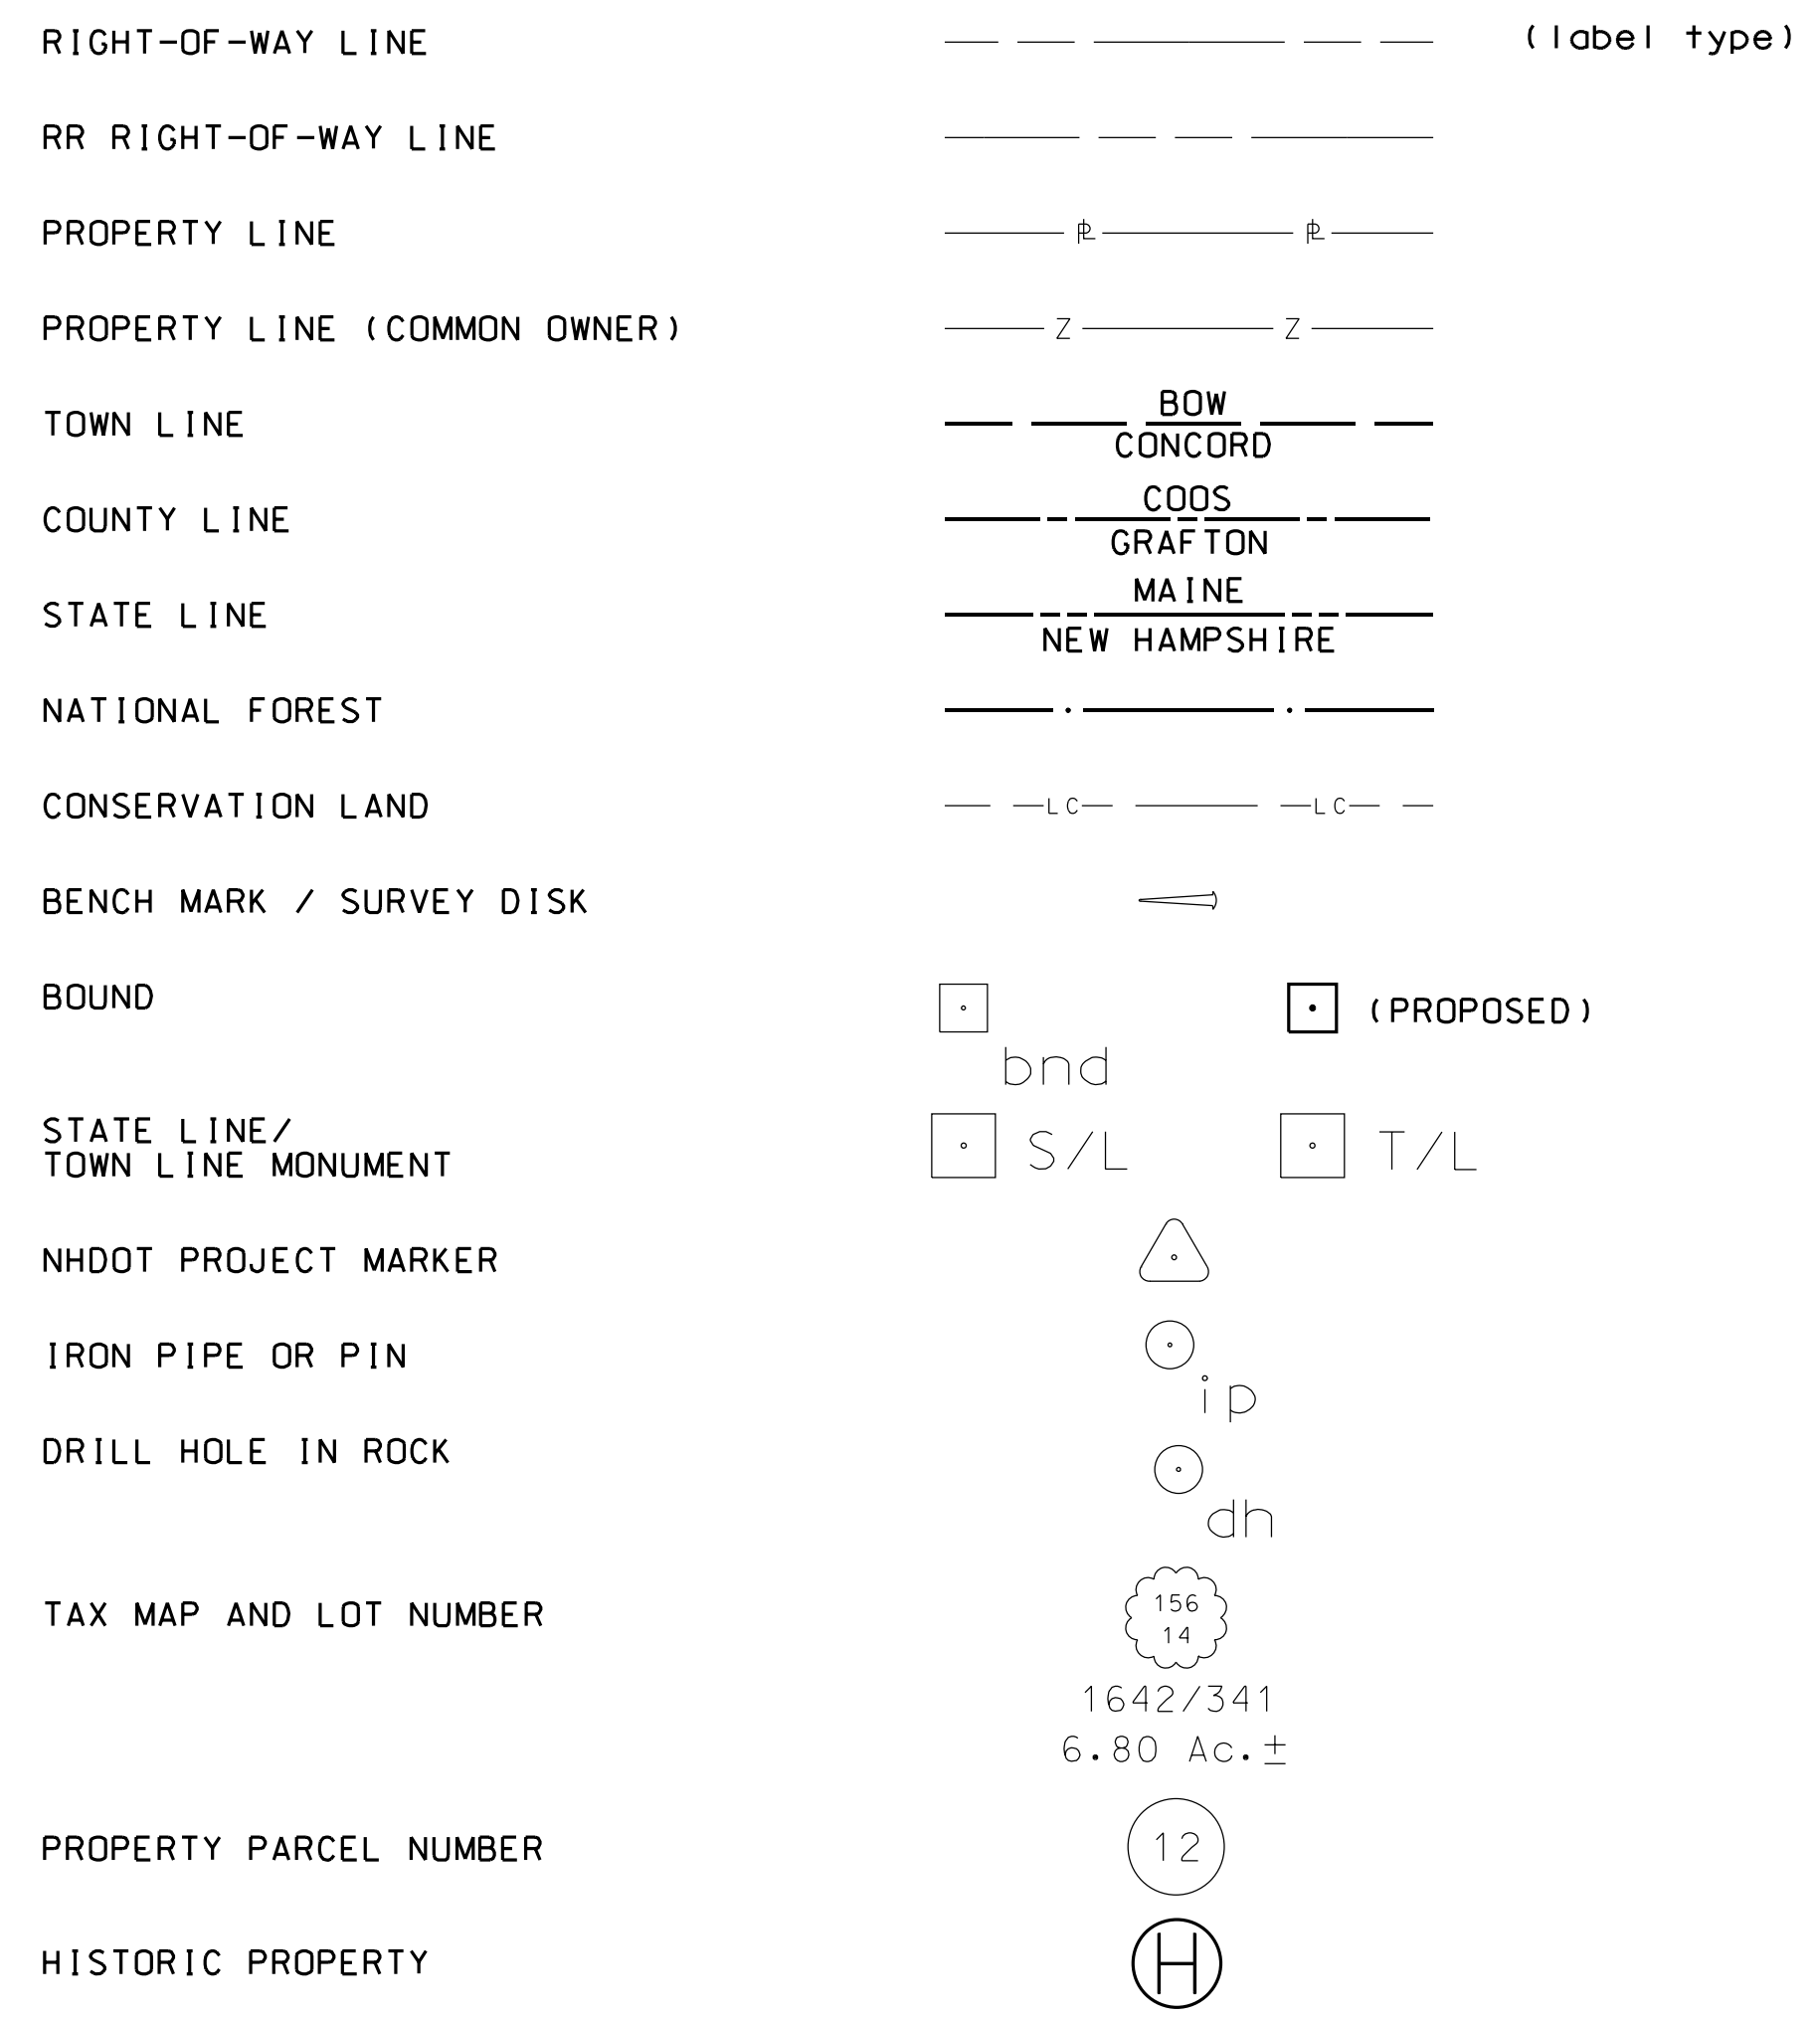 RIGHT-OF-WAY LINE (label type)
RR RIGHT-OF-WAY LINE
PROPERTY LINE PL PL
PROPERTY LINE (COMMON OWNER) Z Z
TOWN LINE BOW
CONCORD
COUNTY LINE COOS
GRAFTON
STATE LINE MAINE
NEW HAMPSHIRE
NATIONAL FOREST
CONSERVATION LAND LC LC
BENCH MARK / SURVEY DISK
BOUND (PROPOSED)
bnd
STATE LINE/
TOWN LINE MONUMENT S/L T/L
NHDOT PROJECT MARKER
IRON PIPE OR PIN
ip
DRILL HOLE IN ROCK
dh
TAX MAP AND LOT NUMBER 156
14
1642/341
6.80 Ac.±
PROPERTY PARCEL NUMBER 12
HISTORIC PROPERTY H